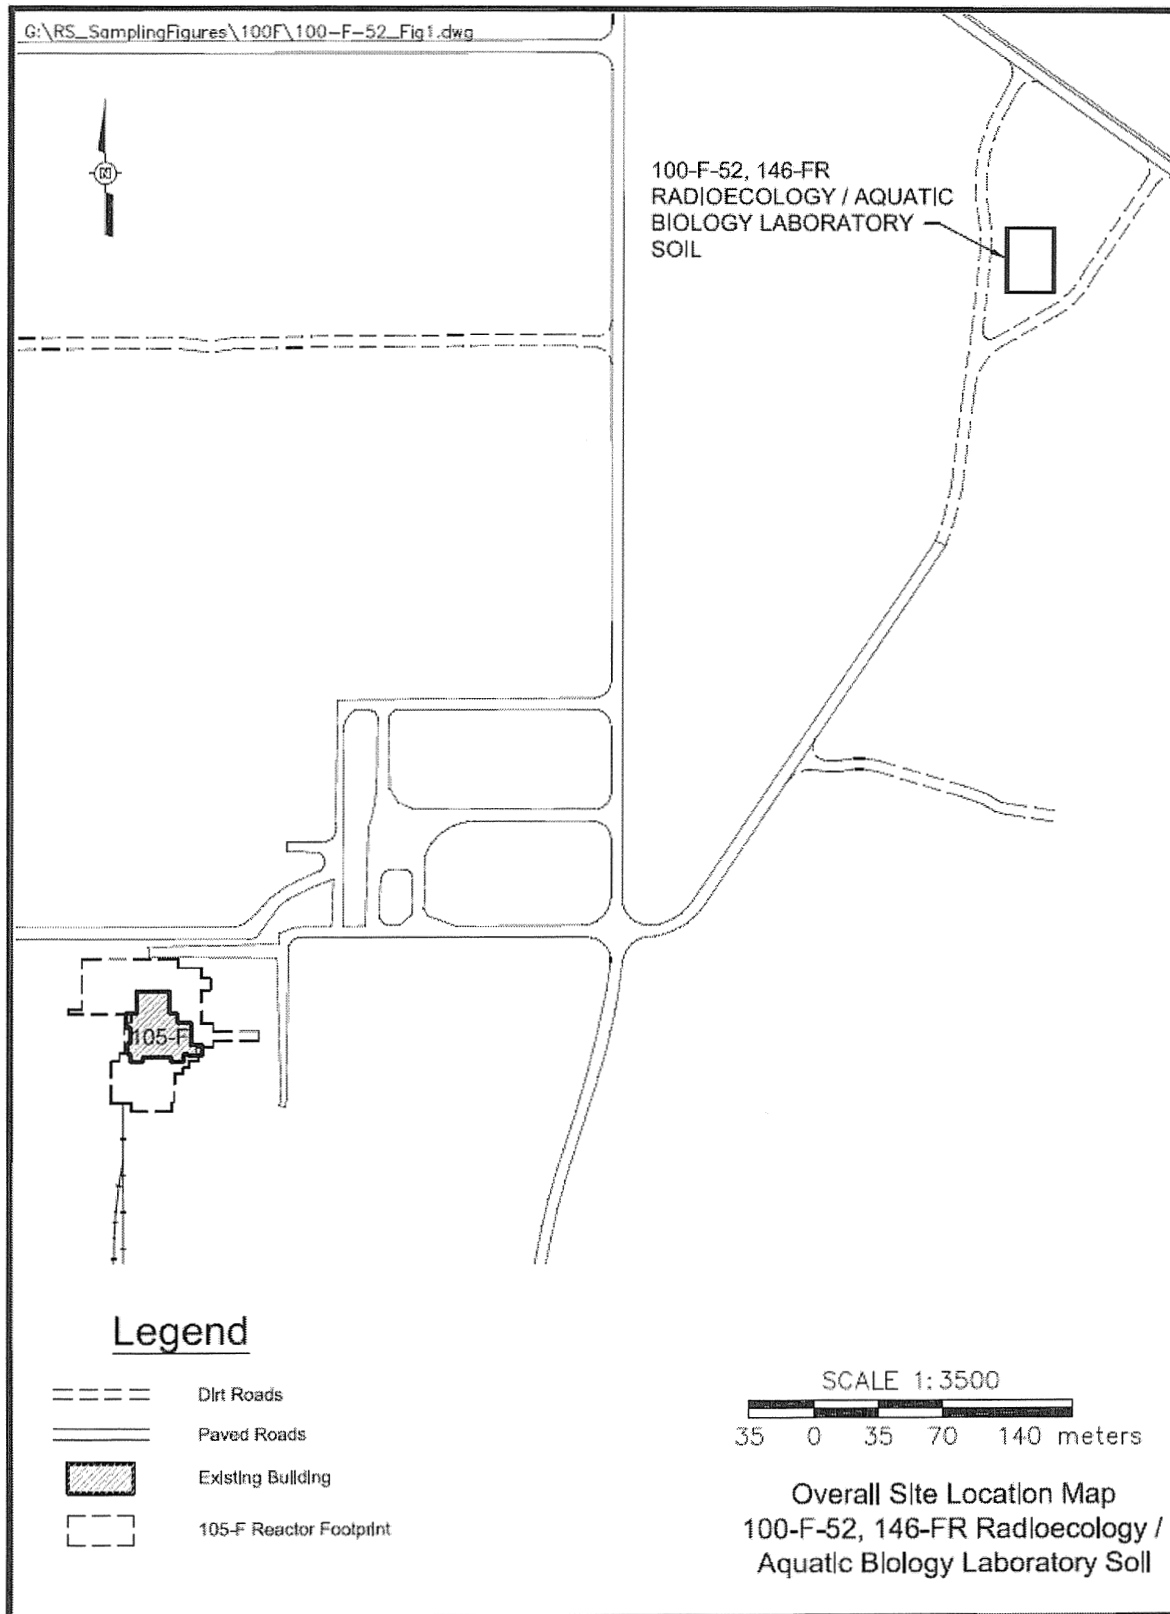 G:\RS_SamplingFigures\100F\100-F-52_Fig1.dwg
N
100-F-52, 146-FR
RADIOECOLOGY / AQUATIC
BIOLOGY LABORATORY
SOIL
105-F
Legend
Dirt Roads
Paved Roads
Existing Building
105-F Reactor Footprint
SCALE 1:3500
35 0 35 70 140 meters
Overall Site Location Map
100-F-52, 146-FR Radioecology /
Aquatic Biology Laboratory Soil